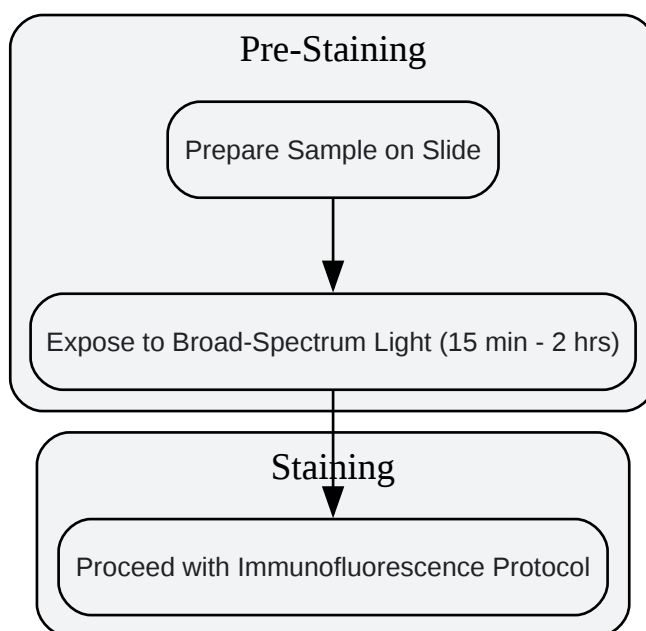 Pre-Staining
Prepare Sample on Slide
Expose to Broad-Spectrum Light (15 min - 2 hrs)
Staining
Proceed with Immunofluorescence Protocol